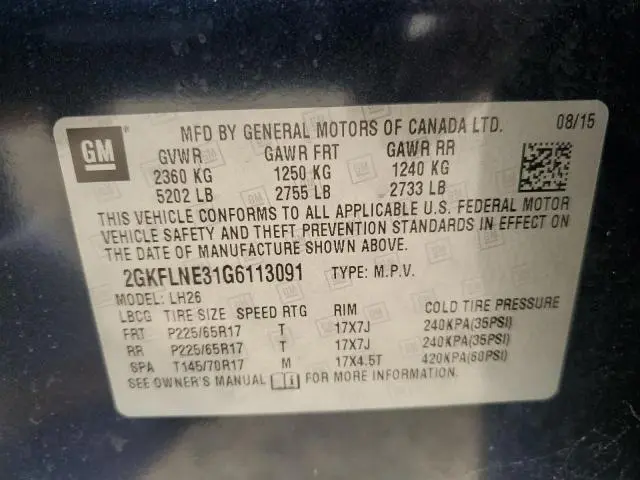 GM
MFD BY GENERAL MOTORS OF CANADA LTD. 08/15
GVWR GAWR FRT GAWR RR
2360 KG 1250 KG 1240 KG
5202 LB 2755 LB 2733 LB
THIS VEHICLE CONFORMS TO ALL APPLICABLE U.S. FEDERAL MOTOR
VEHICLE SAFETY AND THEFT PREVENTION STANDARDS IN EFFECT ON
THE DATE OF MANUFACTURE SHOWN ABOVE.
2GKFLNE31G6113091 TYPE: M.P.V.
MODEL: LH26
LBCG TIRE SIZE SPEED RTG RIM COLD TIRE PRESSURE
FRT P225/65R17 T 17X7J 240KPA(35PSI)
RR P225/65R17 T 17X7J 240KPA(35PSI)
SPA T145/70R17 M 17X4.5T 420KPA(60PSI)
SEE OWNER'S MANUAL FOR MORE INFORMATION.